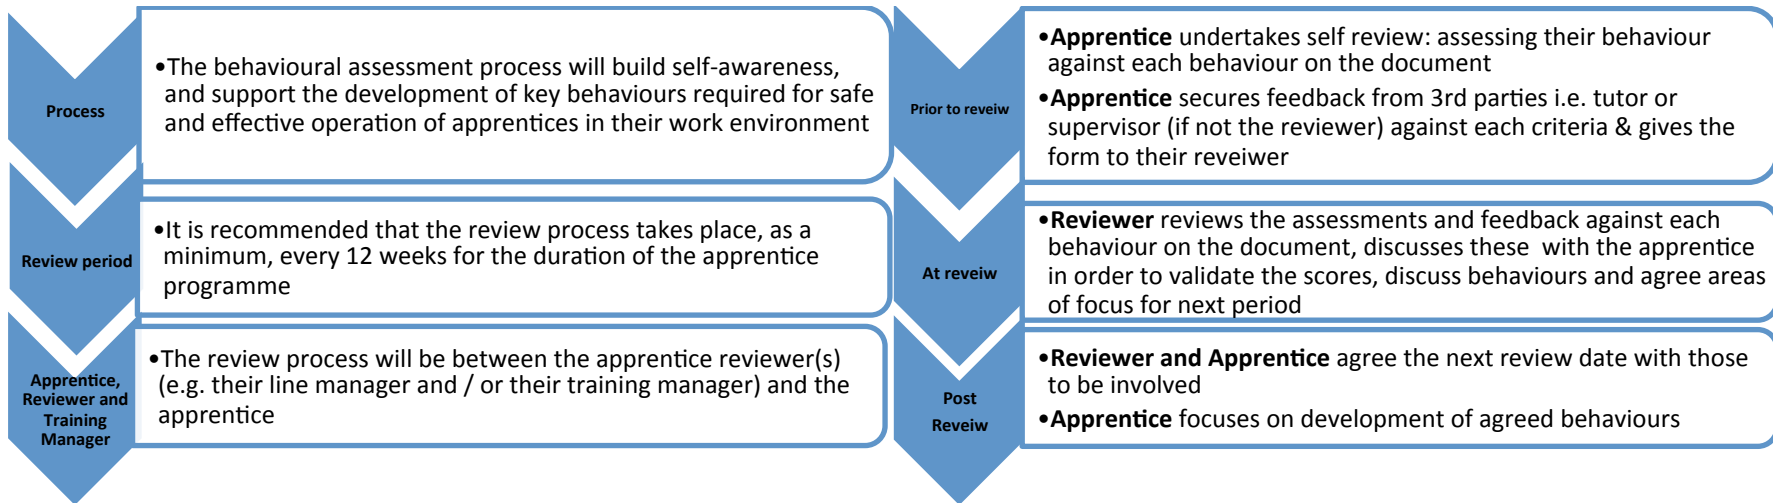 Process
•The behavioural assessment process will build self-awareness,
and support the development of key behaviours required for safe
and effective operation of apprentices in their work environment
Review period
•It is recommended that the review process takes place, as a
minimum, every 12 weeks for the duration of the apprentice
programme
Apprentice,
Reviewer and
Training
Manager
•The review process will be between the apprentice reviewer(s)
(e.g. their line manager and / or their training manager) and the
apprentice
Prior to reveiw
•Apprentice undertakes self review: assessing their behaviour
against each behaviour on the document
•Apprentice secures feedback from 3rd parties i.e. tutor or
supervisor (if not the reviewer) against each criteria & gives the
form to their reveiwer
At reveiw
•Reviewer reviews the assessments and feedback against each
behaviour on the document, discusses these with the apprentice
in order to validate the scores, discuss behaviours and agree areas
of focus for next period
Post
Reveiw
•Reviewer and Apprentice agree the next review date with those
to be involved
•Apprentice focuses on development of agreed behaviours